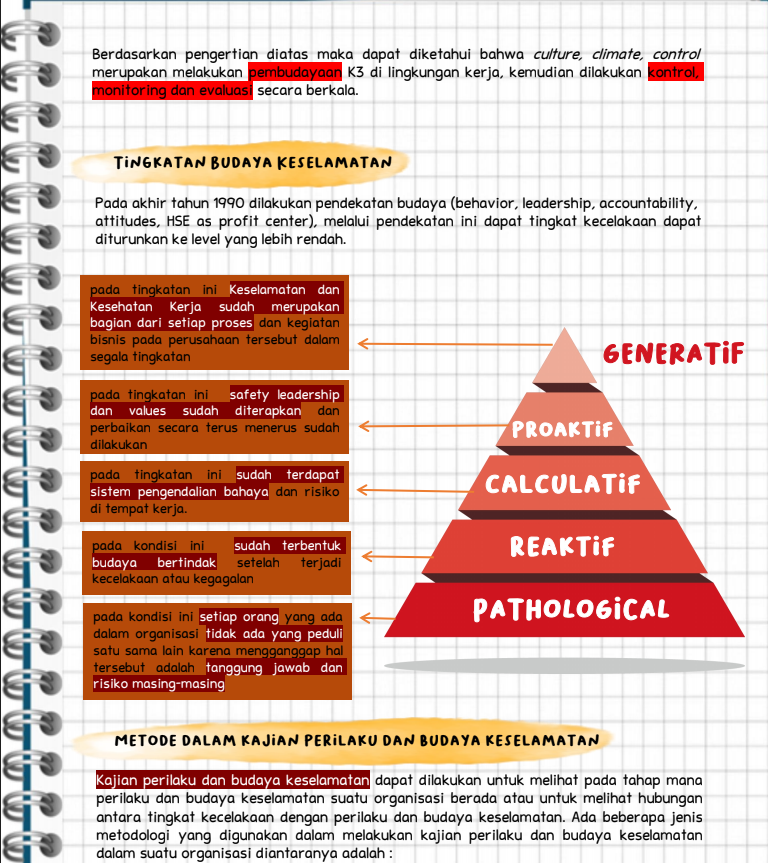 Berdasarkan pengertian diatas maka dapat diketahui bahwa culture, climate, control
merupakan melakukan pembudayaan K3 di lingkungan kerja, kemudian dilakukan kontrol,
monitoring dan evaluasi secara berkala.
TINGKATAN BUDAYA KESELAMATAN
Pada akhir tahun 1990 dilakukan pendekatan budaya (behavior, leadership, accountability,
attitudes, HSE as profit center), melalui pendekatan ini dapat tingkat kecelakaan dapat
diturunkan ke level yang lebih rendah.
pada tingkatan ini Keselamatan dan
Kesehatan Kerja sudah merupakan
bagian dari setiap proses dan kegiatan
bisnis pada perusahaan tersebut dalam
segala tingkatan
GENERATIF
pada tingkatan ini safety leadership
dan values sudah diterapkan dan
perbaikan secara terus menerus sudah
dilakukan
PROAKTIF
pada tingkatan ini sudah terdapat
sistem pengendalian bahaya dan risiko
di tempat kerja.
CALCULATIF
pada kondisi ini sudah terbentuk
budaya bertindak setelah terjadi
kecelakaan atau kegagalan
REAKTIF
pada kondisi ini setiap orang yang ada
dalam organisasi tidak ada yang peduli
satu sama lain karena mengganggap hal
tersebut adalah tanggung jawab dan
risiko masing-masing
PATHOLOGICAL
METODE DALAM KAJIAN PERILAKU DAN BUDAYA KESELAMATAN
Kajian perilaku dan budaya keselamatan dapat dilakukan untuk melihat pada tahap mana
perilaku dan budaya keselamatan suatu organisasi berada atau untuk melihat hubungan
antara tingkat kecelakaan dengan perilaku dan budaya keselamatan. Ada beberapa jenis
metodologi yang digunakan dalam melakukan kajian perilaku dan budaya keselamatan
dalam suatu organisasi diantaranya adalah :